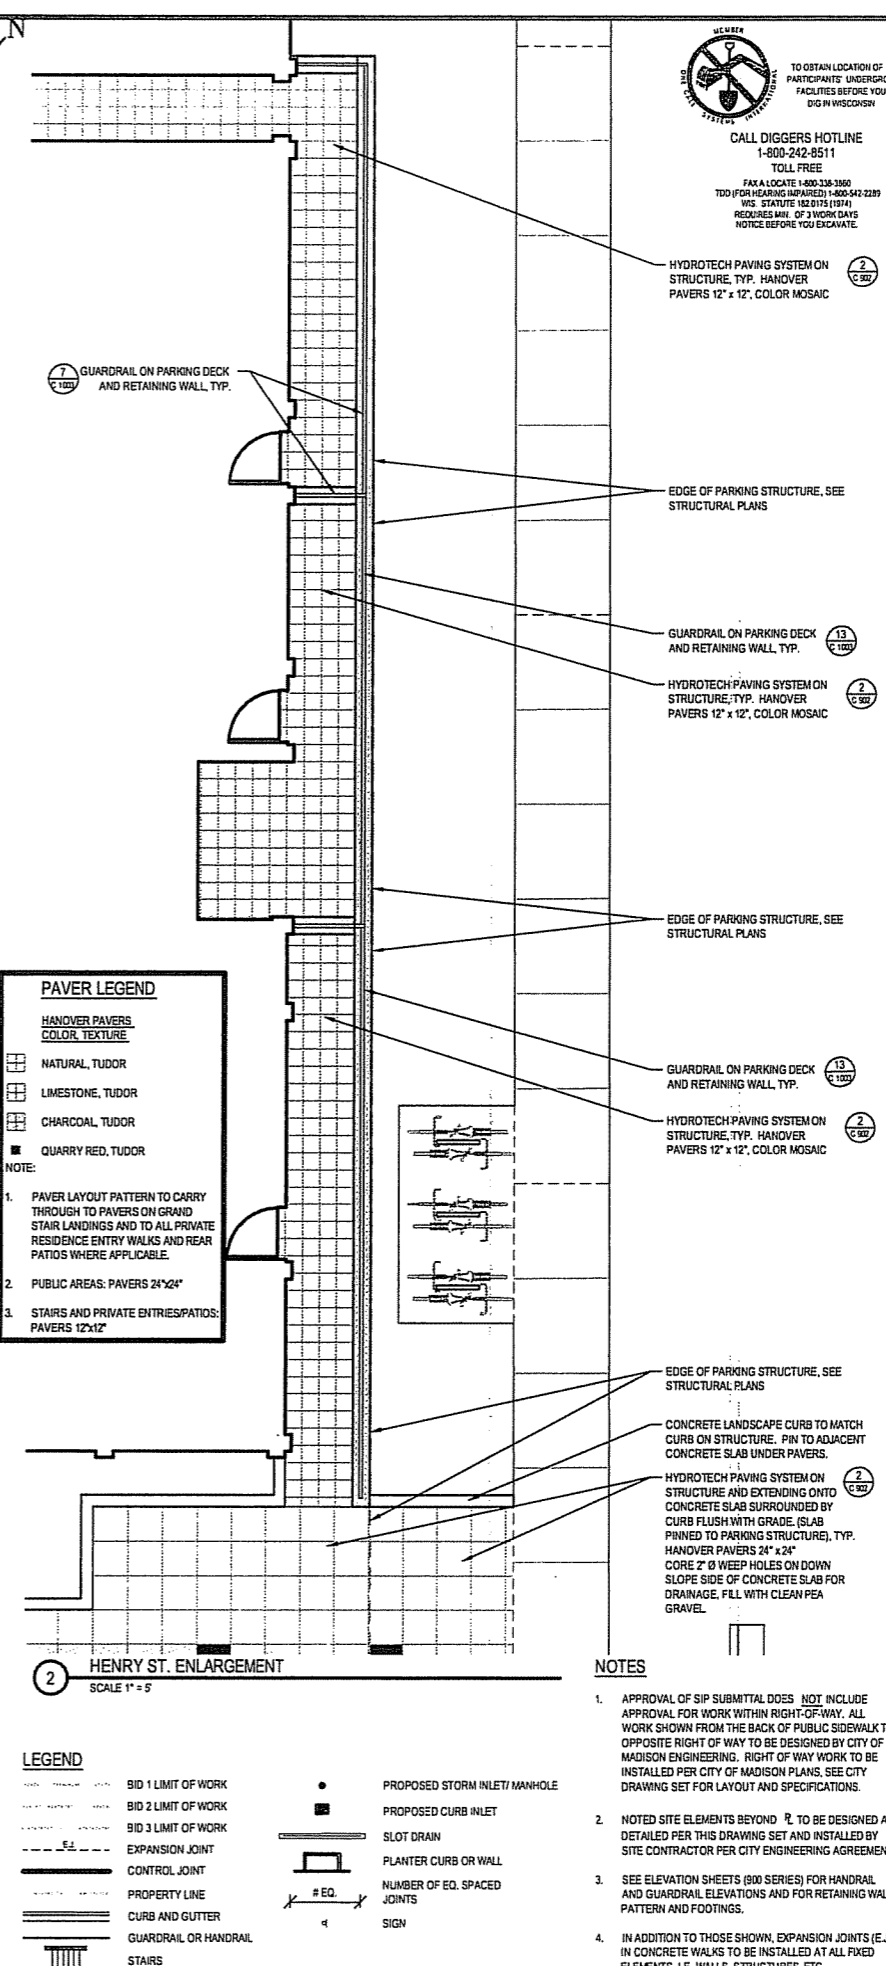 N
MEMBER
ONE CALL SYSTEMS INTERNATIONAL
TO OBTAIN LOCATION OF
PARTICIPANTS' UNDERGRO
FACILITIES BEFORE YOU
DIG IN WISCONSIN
CALL DIGGERS HOTLINE
1-800-242-8511
TOLL FREE
FAX A LOCATE 1-800-338-3860
TDD (FOR HEARING IMPAIRED) 1-800-542-2289
WIS. STATUTE 182.0175 (1974)
REQUIRES MIN. OF 3 WORK DAYS
NOTICE BEFORE YOU EXCAVATE.
HYDROTECH PAVING SYSTEM ON
STRUCTURE, TYP. HANOVER
PAVERS 12" x 12", COLOR MOSAIC
2
C 902
7
C 1003
GUARDRAIL ON PARKING DECK
AND RETAINING WALL, TYP.
EDGE OF PARKING STRUCTURE, SEE
STRUCTURAL PLANS
GUARDRAIL ON PARKING DECK
AND RETAINING WALL, TYP.
13
C 1003
HYDROTECH PAVING SYSTEM ON
STRUCTURE, TYP. HANOVER
PAVERS 12" x 12", COLOR MOSAIC
2
C 902
EDGE OF PARKING STRUCTURE, SEE
STRUCTURAL PLANS
PAVER LEGEND
HANOVER PAVERS
COLOR, TEXTURE
NATURAL, TUDOR
LIMESTONE, TUDOR
CHARCOAL, TUDOR
QUARRY RED, TUDOR
NOTE:
1. PAVER LAYOUT PATTERN TO CARRY
THROUGH TO PAVERS ON GRAND
STAIR LANDINGS AND TO ALL PRIVATE
RESIDENCE ENTRY WALKS AND REAR
PATIOS WHERE APPLICABLE.
2. PUBLIC AREAS: PAVERS 24"x24"
3. STAIRS AND PRIVATE ENTRIES/PATIOS:
PAVERS 12"x12"
GUARDRAIL ON PARKING DECK
AND RETAINING WALL, TYP.
13
C 1003
HYDROTECH PAVING SYSTEM ON
STRUCTURE, TYP. HANOVER
PAVERS 12" x 12", COLOR MOSAIC
2
C 902
EDGE OF PARKING STRUCTURE, SEE
STRUCTURAL PLANS
CONCRETE LANDSCAPE CURB TO MATCH
CURB ON STRUCTURE. PIN TO ADJACENT
CONCRETE SLAB UNDER PAVERS.
HYDROTECH PAVING SYSTEM ON
STRUCTURE AND EXTENDING ONTO
CONCRETE SLAB SURROUNDED BY
CURB FLUSH WITH GRADE. (SLAB
PINNED TO PARKING STRUCTURE), TYP.
HANOVER PAVERS 24" x 24"
CORE 2" Ø WEEP HOLES ON DOWN
SLOPE SIDE OF CONCRETE SLAB FOR
DRAINAGE, FILL WITH CLEAN PEA
GRAVEL
2
C 902
2
HENRY ST. ENLARGEMENT
SCALE 1" = 5'
LEGEND
BID 1 LIMIT OF WORK
BID 2 LIMIT OF WORK
BID 3 LIMIT OF WORK
E.J. EXPANSION JOINT
CONTROL JOINT
PROPERTY LINE
CURB AND GUTTER
GUARDRAIL OR HANDRAIL
STAIRS
PROPOSED STORM INLET/ MANHOLE
PROPOSED CURB INLET
SLOT DRAIN
PLANTER CURB OR WALL
# EQ. NUMBER OF EQ. SPACED
JOINTS
SIGN
NOTES
1. APPROVAL OF SIP SUBMITTAL DOES NOT INCLUDE
APPROVAL FOR WORK WITHIN RIGHT-OF-WAY. ALL
WORK SHOWN FROM THE BACK OF PUBLIC SIDEWALK T
OPPOSITE RIGHT OF WAY TO BE DESIGNED BY CITY OF
MADISON ENGINEERING. RIGHT OF WAY WORK TO BE
INSTALLED PER CITY OF MADISON PLANS, SEE CITY
DRAWING SET FOR LAYOUT AND SPECIFICATIONS.
2. NOTED SITE ELEMENTS BEYOND PL TO BE DESIGNED A
DETAILED PER THIS DRAWING SET AND INSTALLED BY
SITE CONTRACTOR PER CITY ENGINEERING AGREEMEN
3. SEE ELEVATION SHEETS (900 SERIES) FOR HANDRAIL
AND GUARDRAIL ELEVATIONS AND FOR RETAINING WAL
PATTERN AND FOOTINGS.
4. IN ADDITION TO THOSE SHOWN, EXPANSION JOINTS (E.J
IN CONCRETE WALKS TO BE INSTALLED AT ALL FIXED
ELEMENTS, I.E. WALLS, STRUCTURES, ETC.